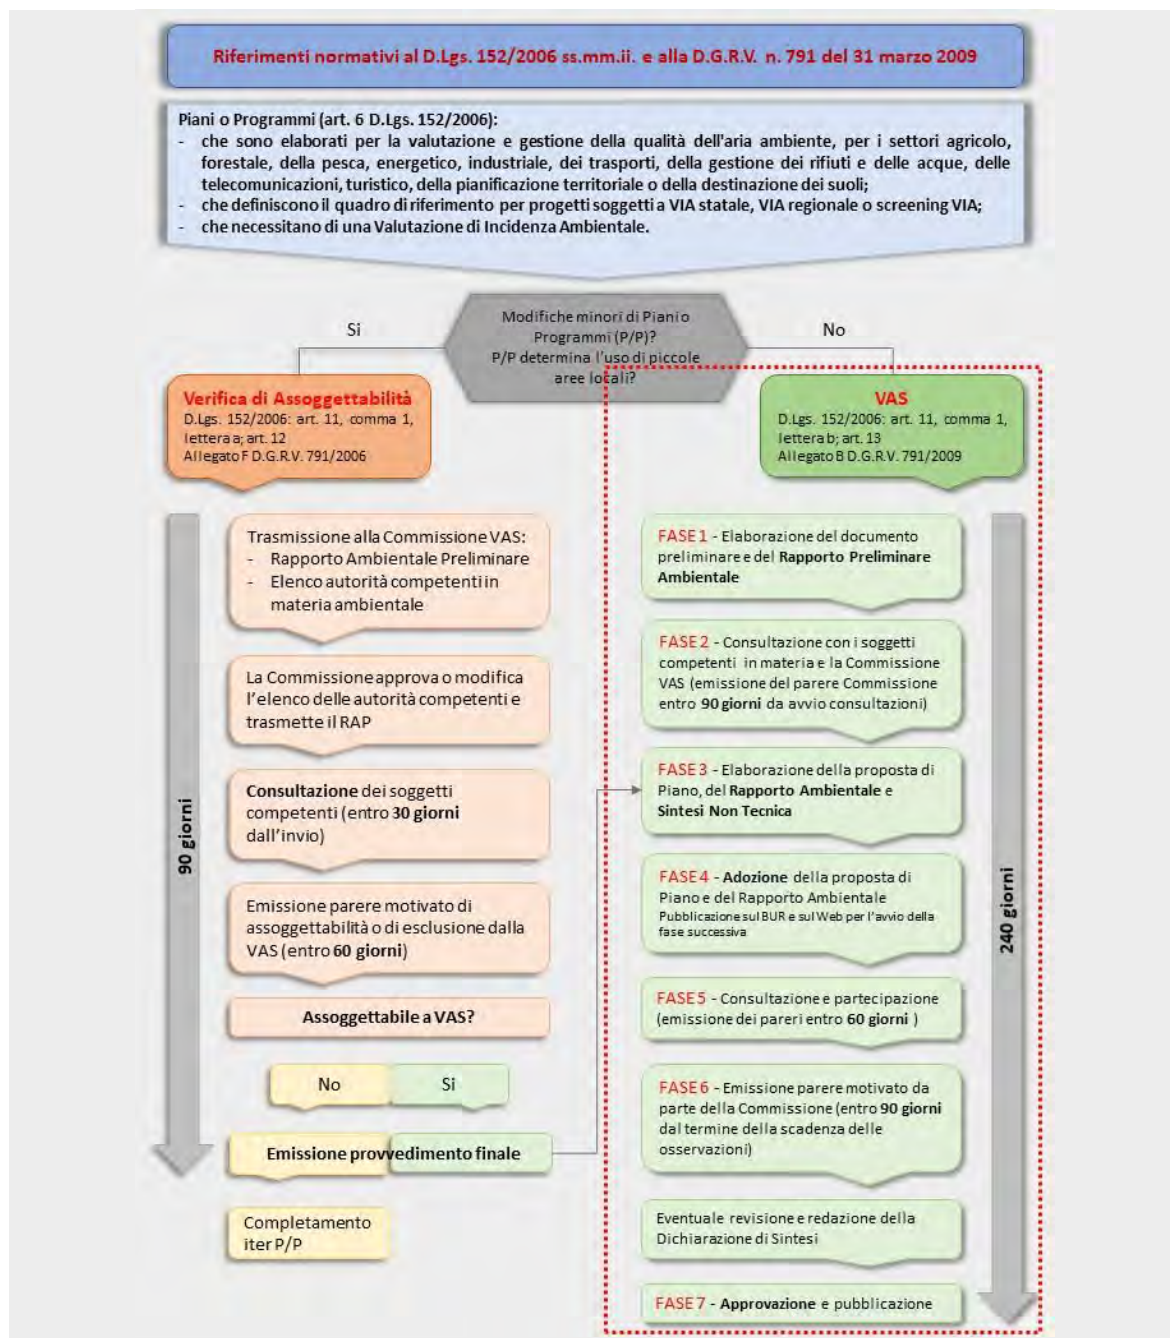 Riferimenti normativi al D.Lgs. 152/2006 ss.mm.ii. e alla D.G.R.V. n. 791 del 31 marzo 2009
Piani o Programmi (art. 6 D.Lgs. 152/2006):
- che sono elaborati per la valutazione e gestione della qualità dell'aria ambiente, per i settori agricolo,
forestale, della pesca, energetico, industriale, dei trasporti, della gestione dei rifiuti e delle acque, delle
telecomunicazioni, turistico, della pianificazione territoriale o della destinazione dei suoli;
- che definiscono il quadro di riferimento per progetti soggetti a VIA statale, VIA regionale o screening VIA;
- che necessitano di una Valutazione di Incidenza Ambientale.
Modifiche minori di Piani o
Programmi (P/P)?
P/P determina l'uso di piccole
aree locali?
Si
No
Verifica di Assoggettabilità
D.Lgs. 152/2006: art. 11, comma 1,
lettera a; art. 12
Allegato F D.G.R.V. 791/2006
VAS
D.Lgs. 152/2006: art. 11, comma 1,
lettera b; art. 13
Allegato B D.G.R.V. 791/2009
90 giorni
Trasmissione alla Commissione VAS:
- Rapporto Ambientale Preliminare
- Elenco autorità competenti in
materia ambientale
La Commissione approva o modifica
l'elenco delle autorità competenti e
trasmette il RAP
Consultazione dei soggetti
competenti (entro 30 giorni
dall'invio)
Emissione parere motivato di
assoggettabilità o di esclusione dalla
VAS (entro 60 giorni)
Assoggettabile a VAS?
No
Si
Emissione provvedimento finale
Completamento
iter P/P
FASE 1 - Elaborazione del documento
preliminare e del Rapporto Preliminare
Ambientale
FASE 2 - Consultazione con i soggetti
competenti in materia e la Commissione
VAS (emissione del parere Commissione
entro 90 giorni da avvio consultazioni)
FASE 3 - Elaborazione della proposta di
Piano, del Rapporto Ambientale e
Sintesi Non Tecnica
FASE 4 - Adozione della proposta di
Piano e del Rapporto Ambientale
Pubblicazione sul BUR e sul Web per l'avvio della
fase successiva
FASE 5 - Consultazione e partecipazione
(emissione dei pareri entro 60 giorni )
FASE 6 - Emissione parere motivato da
parte della Commissione (entro 90 giorni
dal termine della scadenza delle
osservazioni)
Eventuale revisione e redazione della
Dichiarazione di Sintesi
FASE 7 - Approvazione e pubblicazione
240 giorni